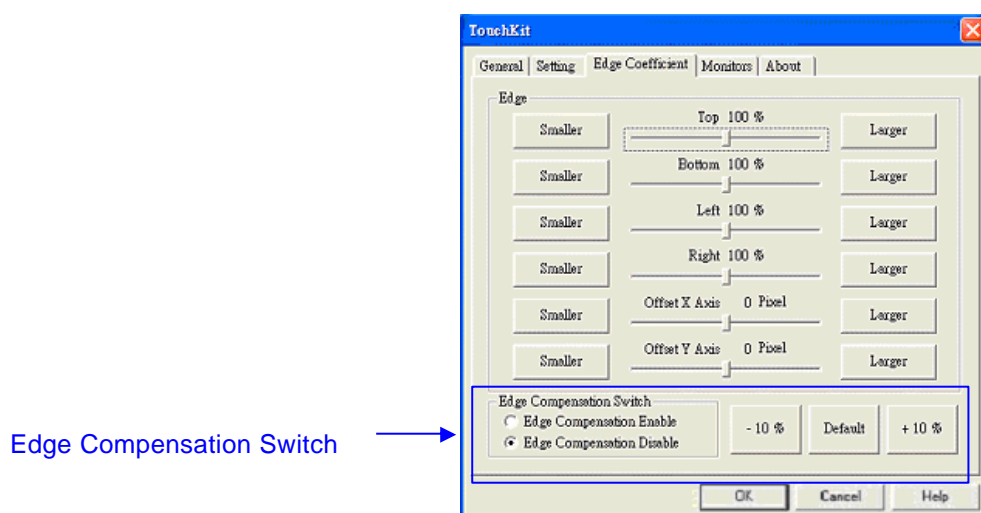 TouchKit
General Setting Edge Coefficient Monitors About
Edge
Top 100 %
Smaller Larger
Bottom 100 %
Smaller Larger
Left 100 %
Smaller Larger
Right 100 %
Smaller Larger
Offset X Axis 0 Pixel
Smaller Larger
Offset Y Axis 0 Pixel
Smaller Larger
Edge Compensation Switch
Edge Compensation Enable
Edge Compensation Disable
- 10 % Default + 10 %
Edge Compensation Switch
OK Cancel Help